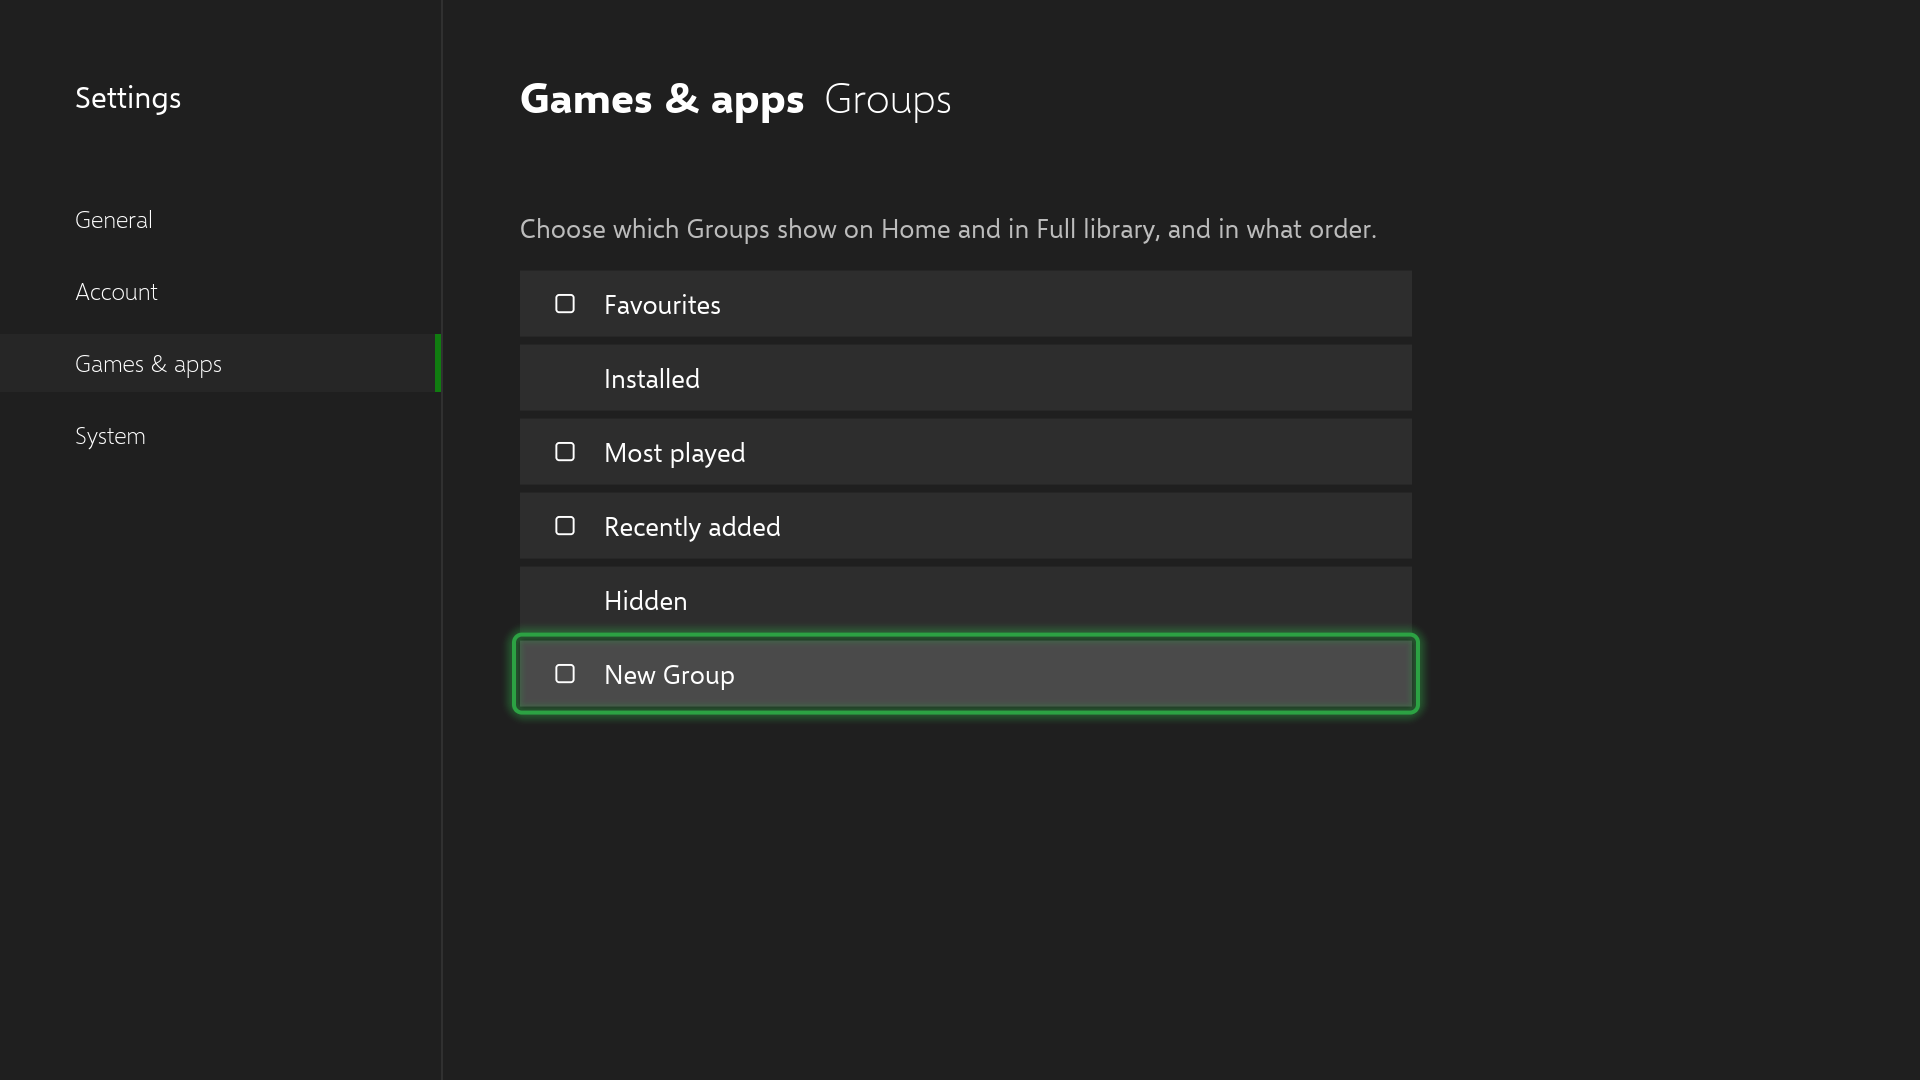 Settings
General
Account
Games & apps
System
Games & apps Groups
Choose which Groups show on Home and in Full library, and in what order.
Favourites
Installed
Most played
Recently added
Hidden
New Group